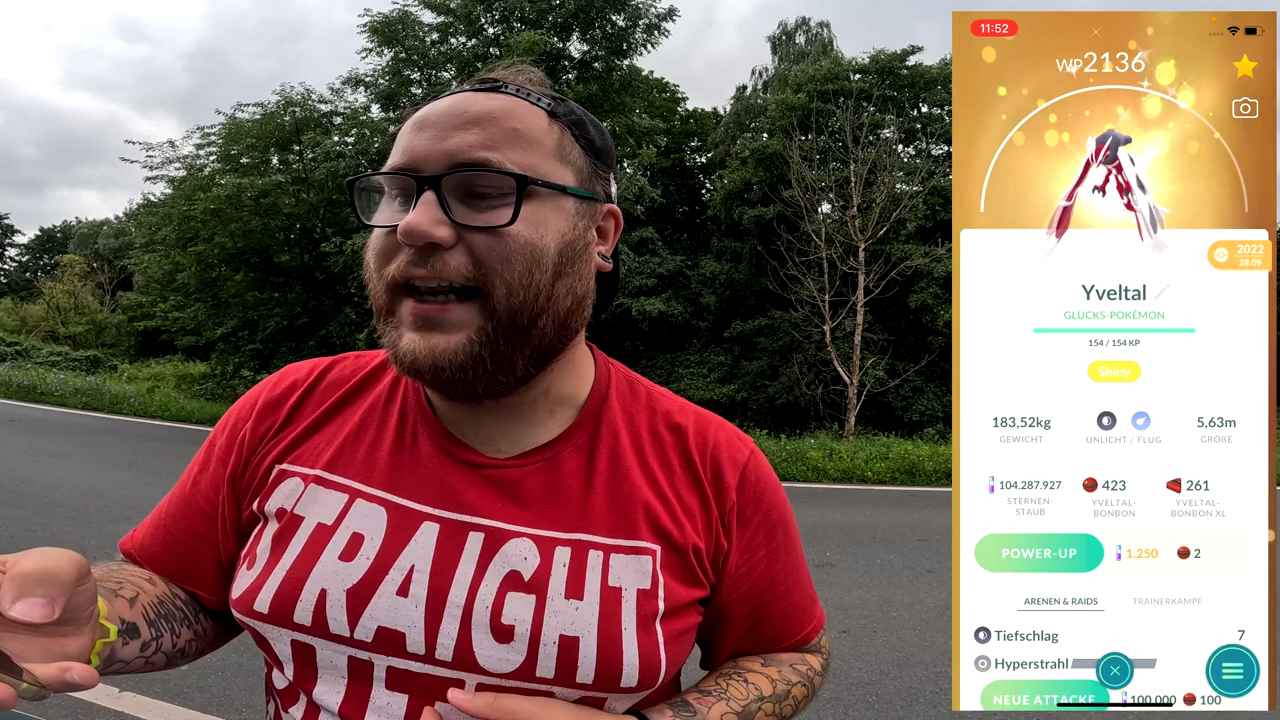 STRAIGHT
11:52
WP2136
2022
28.09
Yveltal
GLÜCKS-POKÉMON
154 / 154 KP
Shiny
183,52kg
GEWICHT
UNLICHT / FLUG
5,63m
GRÖßE
104.287.927
STERNEN-
STAUB
423
YVELTAL-
BONBON
261
YVELTAL-
BONBON XL
POWER-UP
1.250
2
ARENEN & RAIDS
TRAINERKAMPF
Tiefschlag
7
Hyperstrahl
NEUE ATTACKE
100.000
100